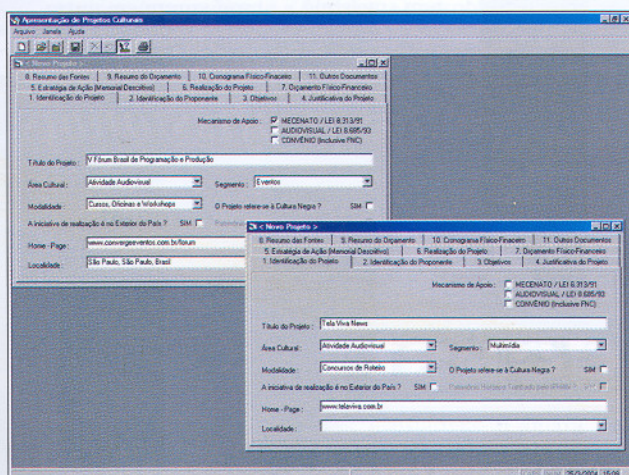 Apresentação de Projetos Culturais
Arquivo Janela Ajuda
< Novo Projeto >
8. Resumo das Fontes 9. Resumo do Orçamento 10. Cronograma Físico-Finaceiro 11. Outros Documentos
5. Estratégia de Ação (Memorial Descritivo) 6. Realização do Projeto 7. Orçamento Físico-Financeiro
1. Identificação do Projeto 2. Identificação do Proponente 3. Objetivos 4. Justificativa do Projeto
Mecanismo de Apoio : MECENATO / LEI 8.313/91
AUDIOVISUAL / LEI 8.685/93
CONVÊNIO (Inclusive FNC)
Título do Projeto : V Fórum Brasil de Programação e Produção
Área Cultural : Atividade Audiovisual Segmento : Eventos
Modalidade : Cursos, Oficinas e Workshops O Projeto refere-se à Cultura Negra ? SIM
A iniciativa de realização é no Exterior do País ? SIM
Home - Page : www.convergeeventos.com.br/forum
Localidade : São Paulo, São Paulo, Brasil
< Novo Projeto >
8. Resumo das Fontes 9. Resumo do Orçamento 10. Cronograma Físico-Finaceiro 11. Outros Documentos
5. Estratégia de Ação (Memorial Descritivo) 6. Realização do Projeto 7. Orçamento Físico-Financeiro
1. Identificação do Projeto 2. Identificação do Proponente 3. Objetivos 4. Justificativa do Projeto
Mecanismo de Apoio : MECENATO / LEI 8.313/91
AUDIOVISUAL / LEI 8.685/93
CONVÊNIO (Inclusive FNC)
Título do Projeto : Tela Viva News
Área Cultural : Atividade Audiovisual Segmento : Multimídia
Modalidade : Concursos de Roteiro O Projeto refere-se à Cultura Negra ? SIM
A iniciativa de realização é no Exterior do País ? SIM
Home - Page : www.telaviva.com.br
Localidade :